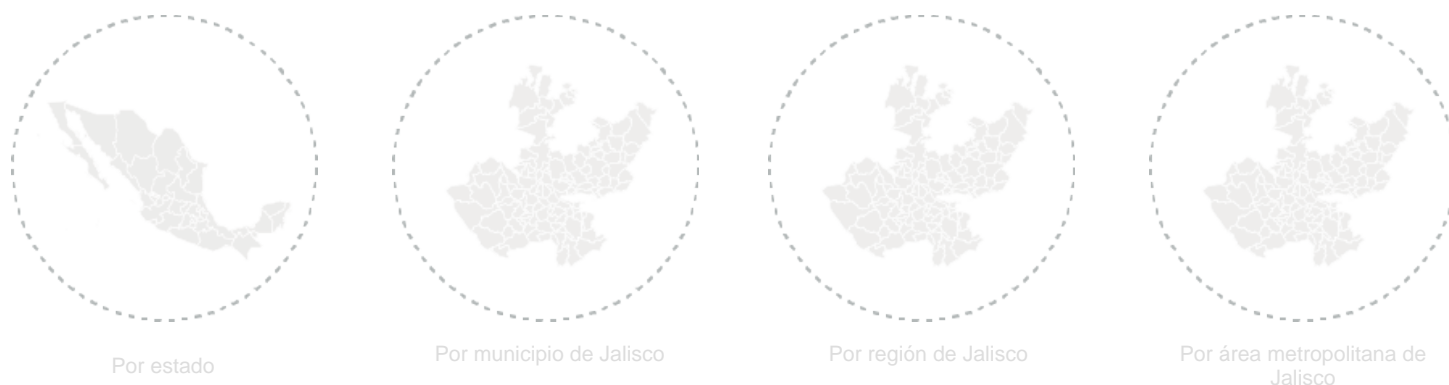 Por estado
Por municipio de Jalisco
Por región de Jalisco
Por área metropolitana de
Jalisco